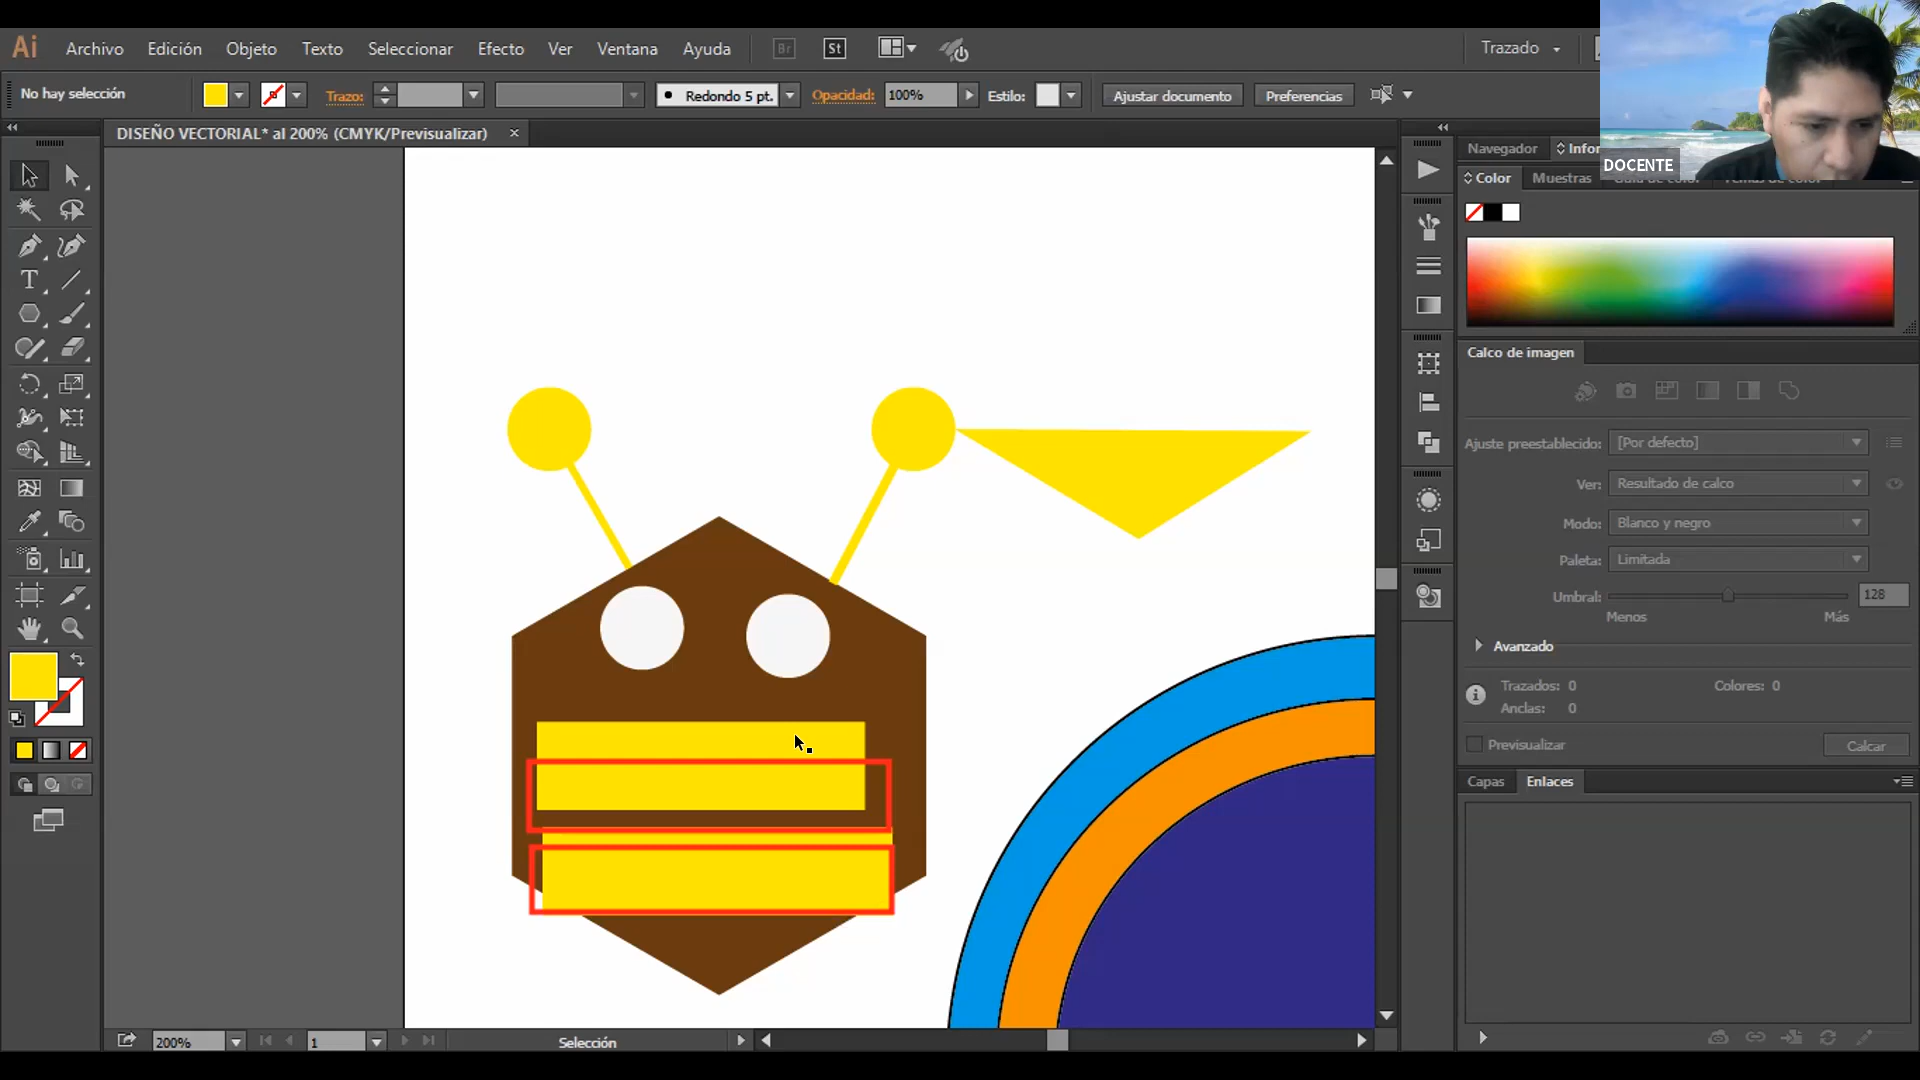 Ai Archivo Edición Objeto Texto Seleccionar Efecto Ver Ventana Ayuda Br St Trazado
No hay selección Trazo: Redondo 5 pt. Opacidad: 100% Estilo: Ajustar documento Preferencias
DOCENTE
DISEÑO VECTORIAL* al 200% (CMYK/Previsualizar) ×
Navegador Infor
Color Muestras
Calco de imagen
Ajuste preestablecido: [Por defecto]
Ver: Resultado de calco
Modo: Blanco y negro
Paleta: Limitada
Umbral: 128
Menos Más
Avanzado
Trazados: 0 Colores: 0
Anclas: 0
Previsualizar Calcar
Capas Enlaces
200% 1 Selección